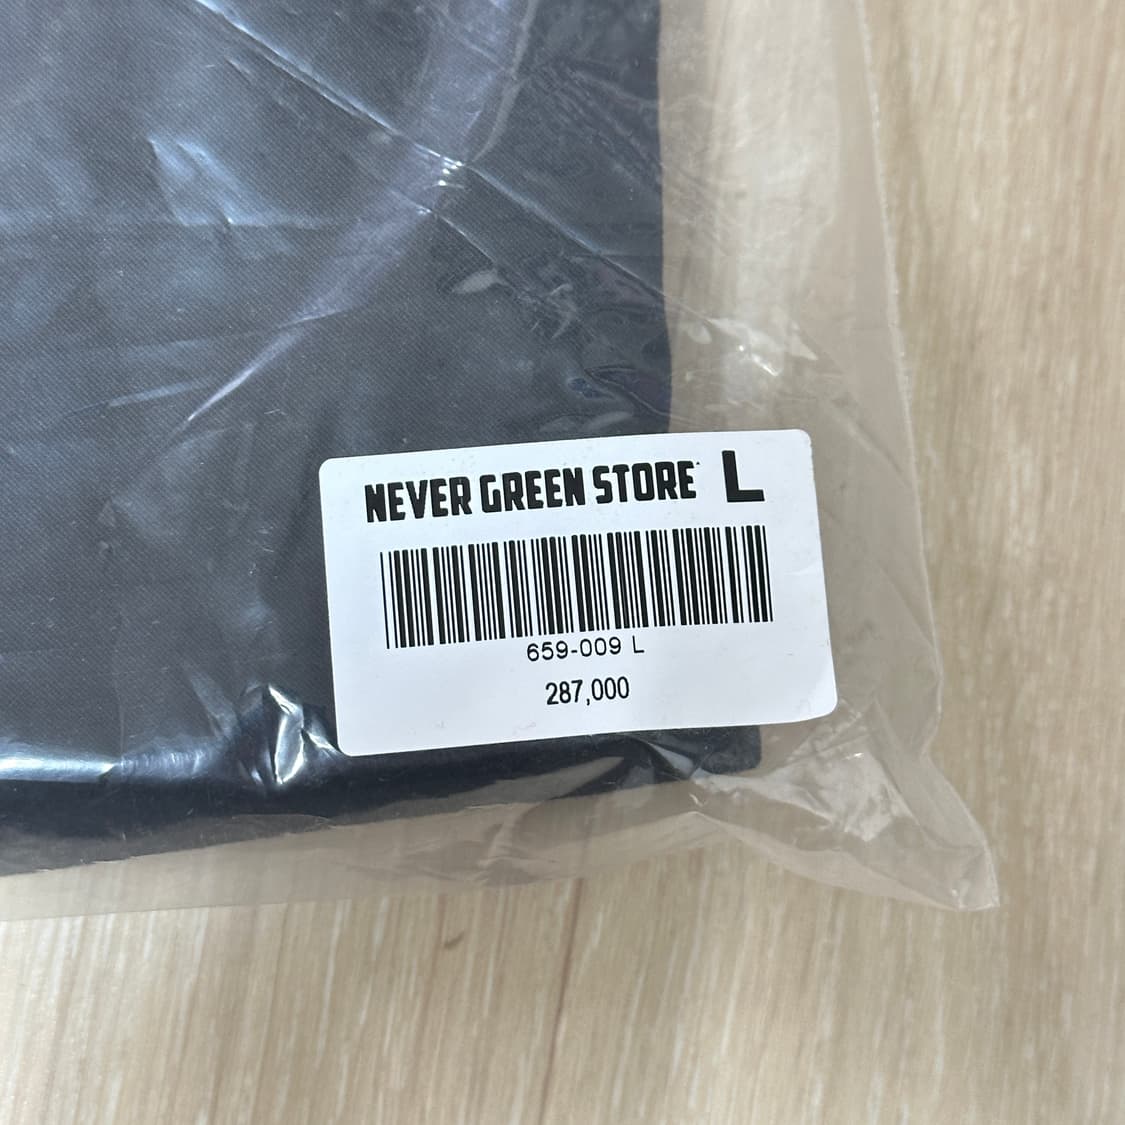 NEVER GREEN STORE L
659-009 L
287,000